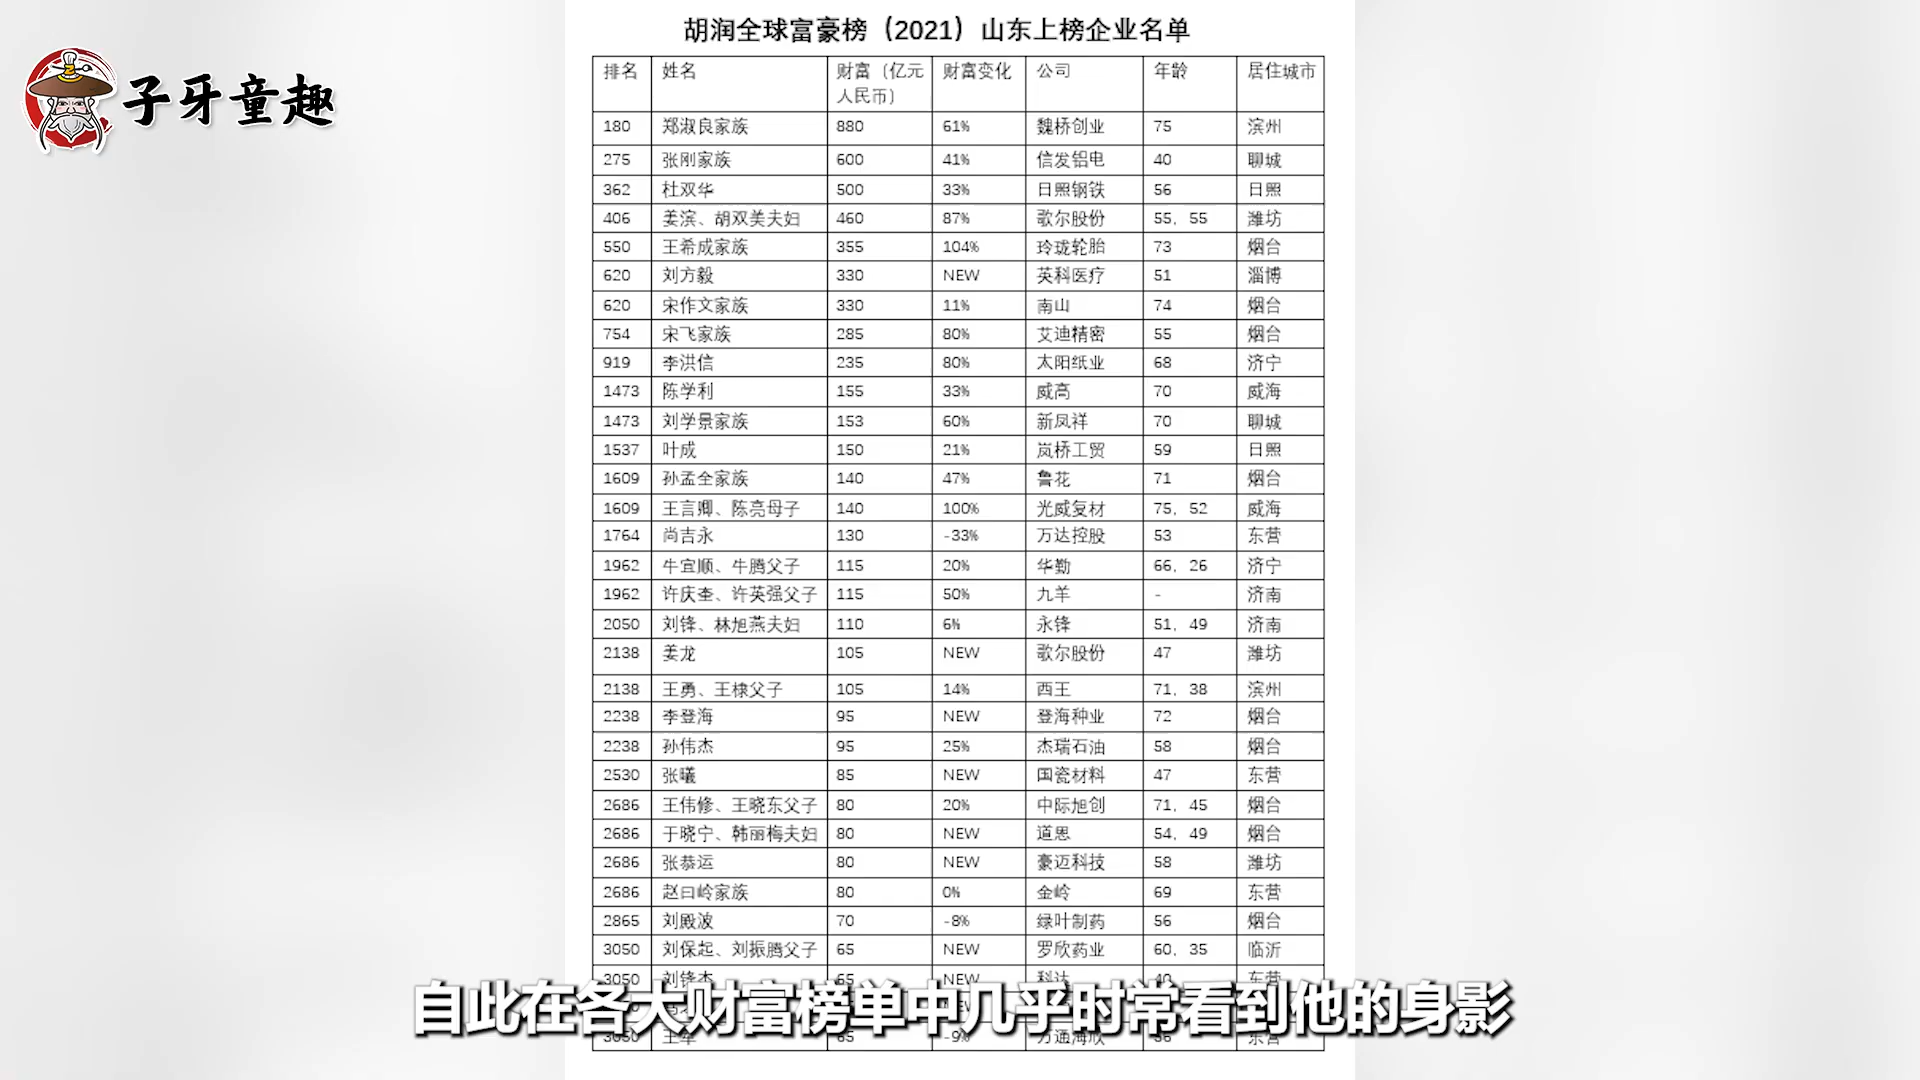 胡润全球富豪榜（2021）山东上榜企业名单
子牙童趣
排名 姓名 财富（亿元人民币） 财富变化 公司 年龄 居住城市
180 郑淑良家族 880 61% 魏桥创业 75 滨州
275 张刚家族 600 41% 信发铝电 40 聊城
362 杜双华 500 33% 日照钢铁 56 日照
406 姜滨、胡双美夫妇 460 87% 歌尔股份 55，55 潍坊
550 王希成家族 355 104% 玲珑轮胎 73 烟台
620 刘方毅 330 NEW 英科医疗 51 淄博
620 宋作文家族 330 11% 南山 74 烟台
754 宋飞家族 285 80% 艾迪精密 55 烟台
919 李洪信 235 80% 太阳纸业 68 济宁
1473 陈学利 155 33% 威高 70 威海
1473 刘学景家族 153 60% 新凤祥 70 聊城
1537 叶成 150 21% 岚桥工贸 59 日照
1609 孙孟全家族 140 47% 鲁花 71 烟台
1609 王言卿、陈亮母子 140 100% 光威复材 75，52 威海
1764 尚吉永 130 -33% 万达控股 53 东营
1962 牛宜顺、牛腾父子 115 20% 华勤 66，26 济宁
1962 许庆奎、许英强父子 115 50% 九羊 - 济南
2050 刘锋、林旭燕夫妇 110 6% 永锋 51，49 济南
2138 姜龙 105 NEW 歌尔股份 47 潍坊
2138 王勇、王棣父子 105 14% 西王 71，38 滨州
2238 李登海 95 NEW 登海种业 72 烟台
2238 孙伟杰 95 25% 杰瑞石油 58 烟台
2530 张曦 85 NEW 国瓷材料 47 东营
2686 王伟修、王晓东父子 80 20% 中际旭创 71，45 烟台
2686 于晓宁、韩丽梅夫妇 80 NEW 道恩 54，49 烟台
2686 张恭运 80 NEW 豪迈科技 58 潍坊
2686 赵曰岭家族 80 0% 金岭 69 东营
2865 刘殿波 70 -8% 绿叶制药 56 烟台
3050 刘保起、刘振腾父子 65 NEW 罗欣药业 60，35 临沂
3050 刘锋杰 65 NEW 科达 40 东营
自此在各大财富榜单中几乎时常看到他的身影
3050 65 -9% 万通海欣 东营